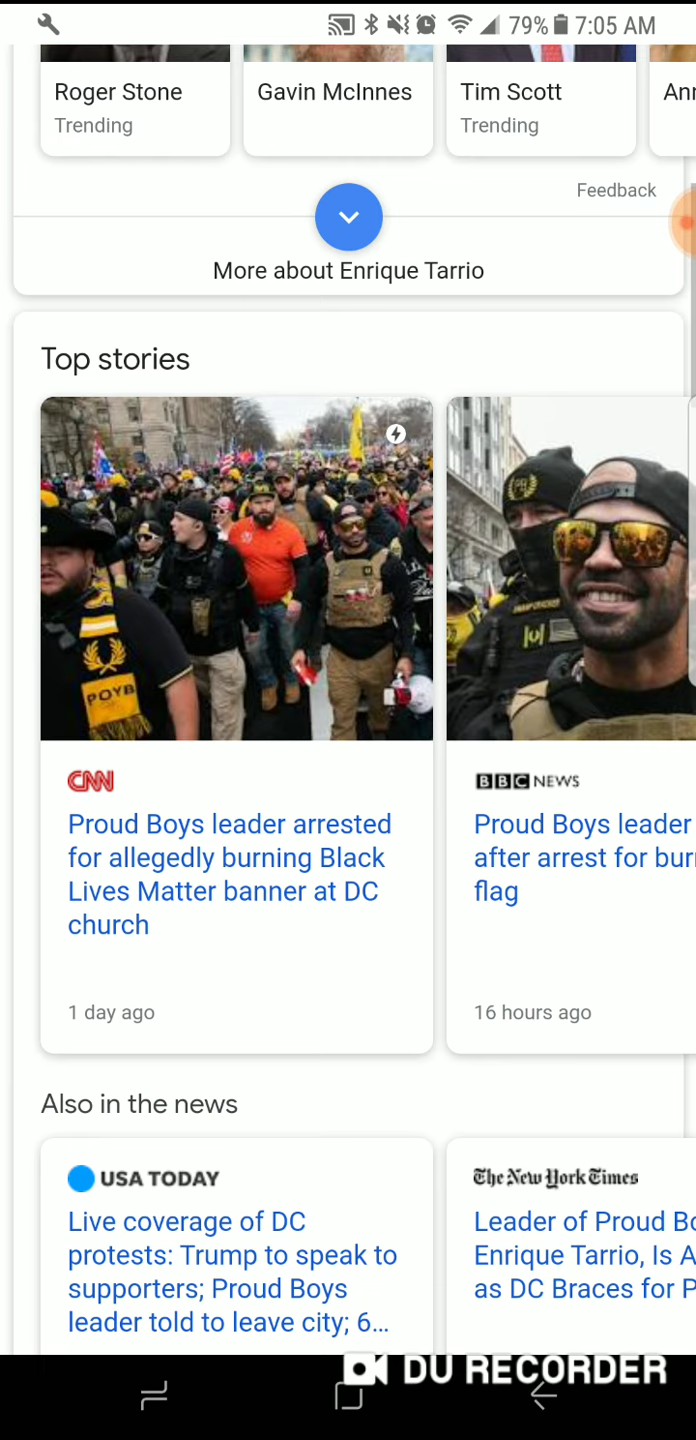 79% 7:05 AM
Roger Stone
Trending
Gavin McInnes
Tim Scott
Trending
Feedback
More about Enrique Tarrio
Top stories
POYB
CNN
Proud Boys leader arrested
for allegedly burning Black
Lives Matter banner at DC
church
1 day ago
BBC NEWS
Proud Boys leader
after arrest for
flag
16 hours ago
Also in the news
USA TODAY
Live coverage of DC
protests: Trump to speak to
supporters; Proud Boys
leader told to leave city; 6...
The New York Times
Leader of Proud
Enrique Tarrio, Is
as DC Braces for
DU RECORDER